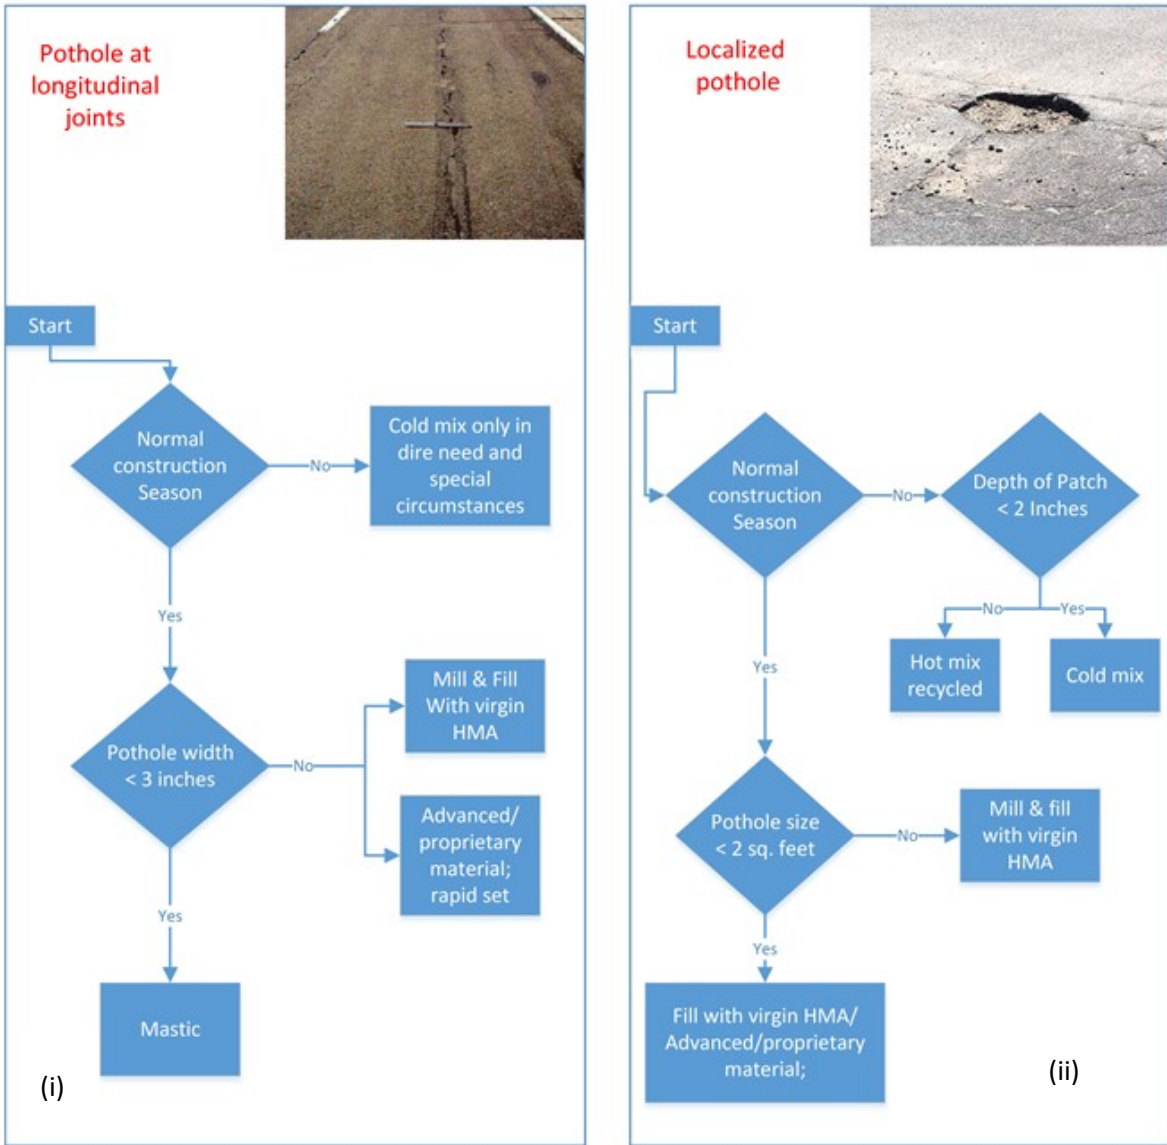 Pothole at
longitudinal
joints
Start
Normal
construction
Season
No
Cold mix only in
dire need and
special
circumstances
Yes
Pothole width
< 3 inches
No
Mill & Fill
With virgin
HMA
Advanced/
proprietary
material;
rapid set
Yes
Mastic
(i)
Localized
pothole
Start
Normal
construction
Season
No
Depth of Patch
< 2 Inches
No
Yes
Hot mix
recycled
Cold mix
Yes
Pothole size
< 2 sq. feet
No
Mill & fill
with virgin
HMA
Yes
Fill with virgin HMA/
Advanced/proprietary
material;
(ii)